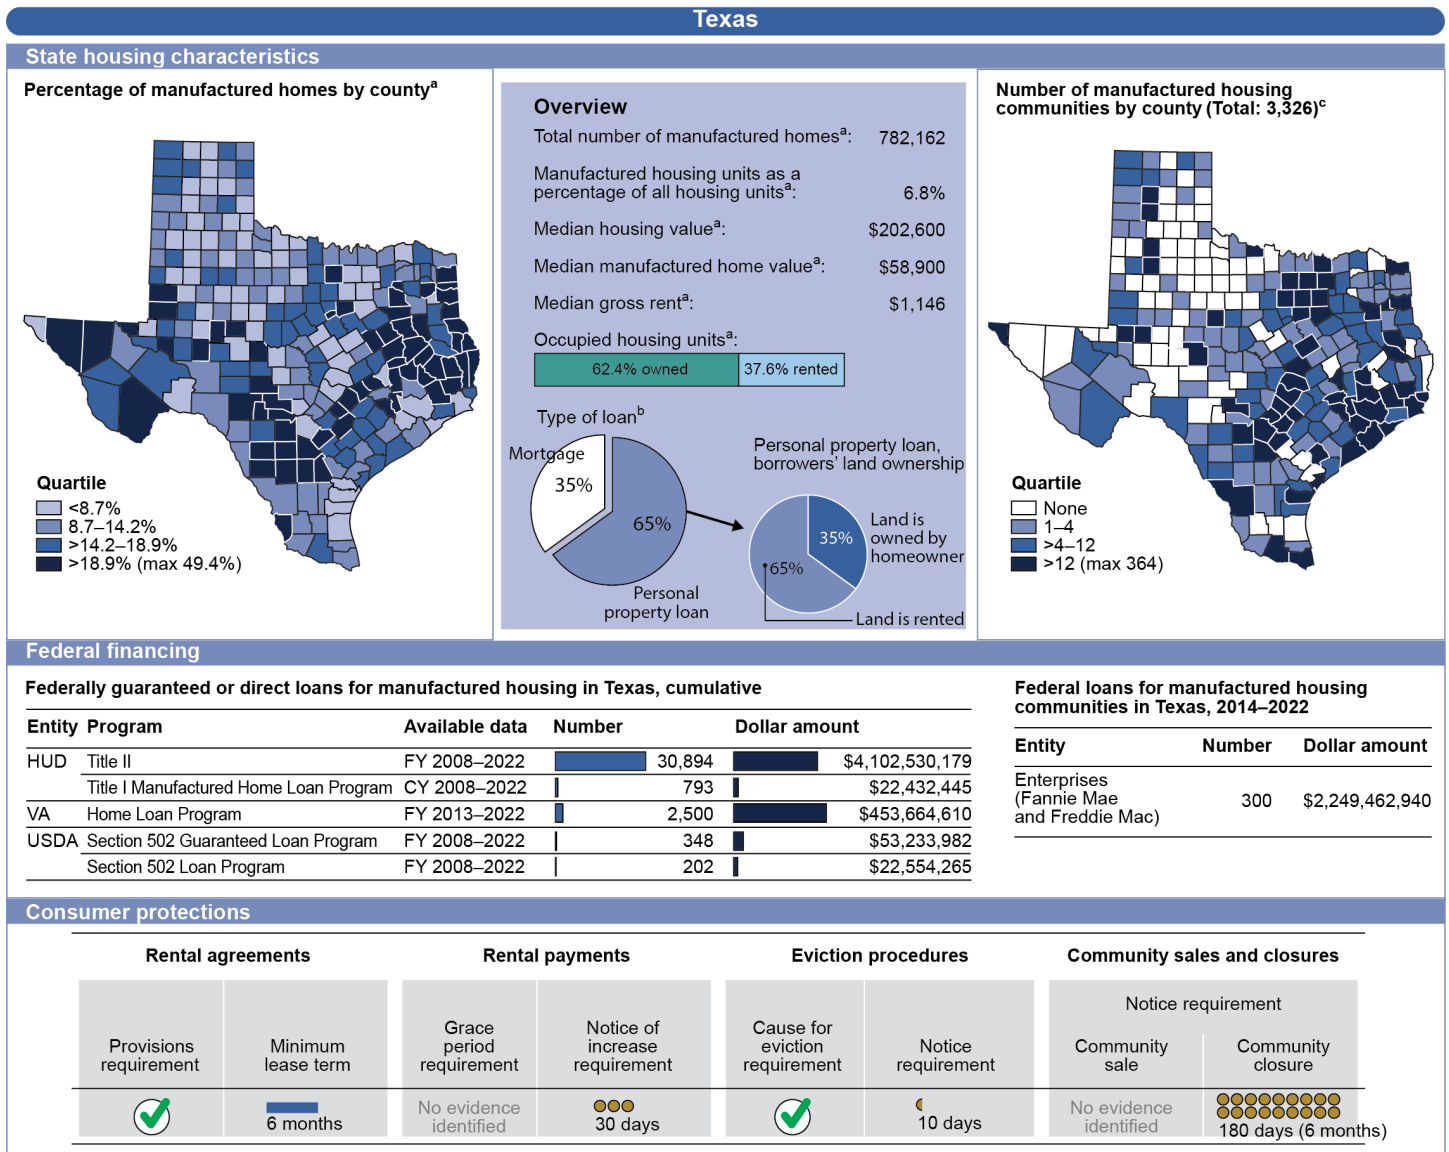 Texas
State housing characteristics
Percentage of manufactured homes by countyª
Quartile
<8.7%
8.7–14.2%
>14.2–18.9%
>18.9% (max 49.4%)
Overview
Total number of manufactured homesª: 782,162
Manufactured housing units as a
percentage of all housing unitsª: 6.8%
Median housing valueª: $202,600
Median manufactured home valueª: $58,900
Median gross rentª: $1,146
Occupied housing unitsª:
62.4% owned 37.6% rented
Type of loanᵇ
Mortgage
35%
65%
Personal
property loan
Personal property loan,
borrowers' land ownership
35%
Land is
owned by
homeowner
65%
Land is rented
Number of manufactured housing
communities by county (Total: 3,326)ᶜ
Quartile
None
1–4
>4–12
>12 (max 364)
Federal financing
Federally guaranteed or direct loans for manufactured housing in Texas, cumulative
Entity Program Available data Number Dollar amount
HUD Title II FY 2008–2022 30,894 $4,102,530,179
Title I Manufactured Home Loan Program CY 2008–2022 793 $22,432,445
VA Home Loan Program FY 2013–2022 2,500 $453,664,610
USDA Section 502 Guaranteed Loan Program FY 2008–2022 348 $53,233,982
Section 502 Loan Program FY 2008–2022 202 $22,554,265
Federal loans for manufactured housing
communities in Texas, 2014–2022
Entity Number Dollar amount
Enterprises
(Fannie Mae
and Freddie Mac) 300 $2,249,462,940
Consumer protections
Rental agreements
Provisions
requirement
Minimum
lease term
6 months
Rental payments
Grace
period
requirement
No evidence
identified
Notice of
increase
requirement
30 days
Eviction procedures
Cause for
eviction
requirement
Notice
requirement
10 days
Community sales and closures
Notice requirement
Community
sale
No evidence
identified
Community
closure
180 days (6 months)